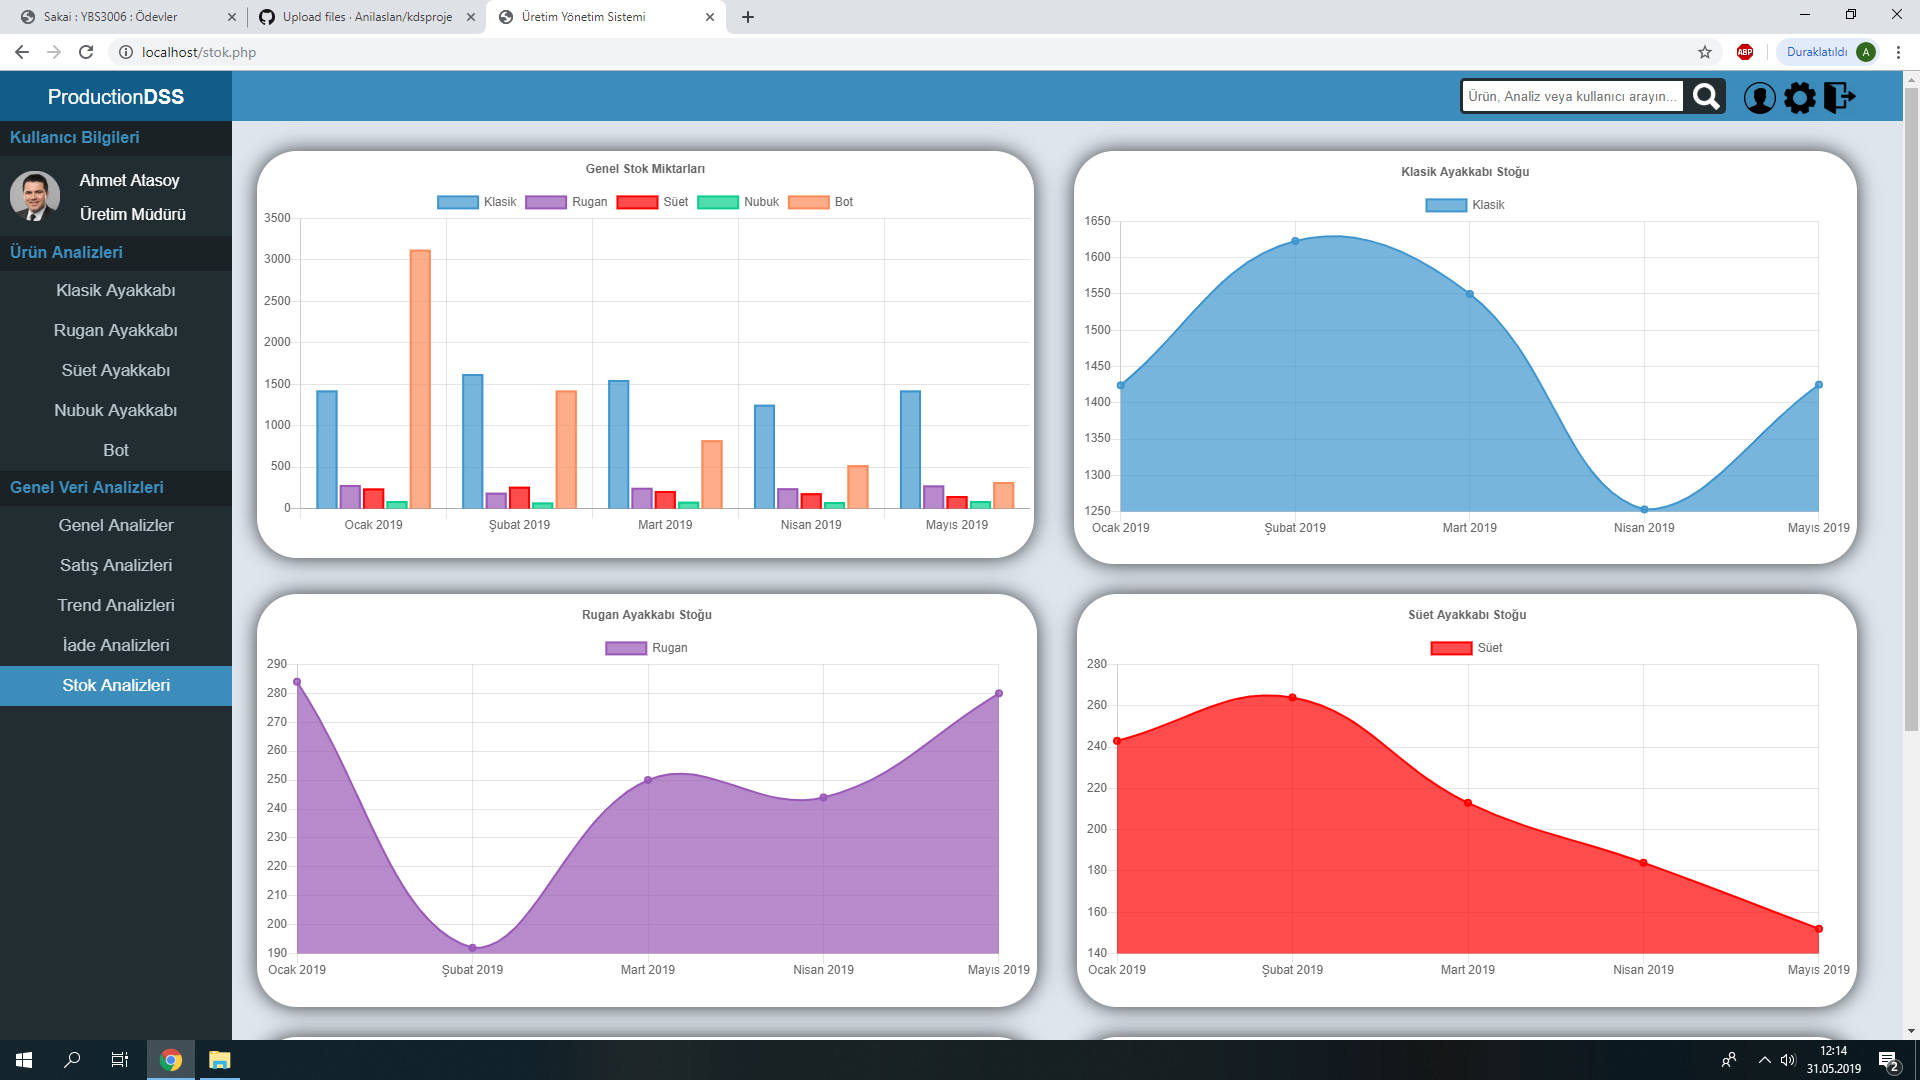 Sakai : YBS3006 : Ödevler
Upload files · Anilaslan/kdsproje
Üretim Yönetim Sistemi
localhost/stok.php
ABP
Duraklatıldı
A
ProductionDSS
Ürün, Analiz veya kullanıcı arayın...
Kullanıcı Bilgileri
Ahmet Atasoy
Üretim Müdürü
Ürün Analizleri
Klasik Ayakkabı
Rugan Ayakkabı
Süet Ayakkabı
Nubuk Ayakkabı
Bot
Genel Veri Analizleri
Genel Analizler
Satış Analizleri
Trend Analizleri
İade Analizleri
Stok Analizleri
Genel Stok Miktarları
Klasik Rugan Süet Nubuk Bot
3500
3000
2500
2000
1500
1000
500
0
Ocak 2019 Şubat 2019 Mart 2019 Nisan 2019 Mayıs 2019
Klasik Ayakkabı Stoğu
Klasik
1650
1600
1550
1500
1450
1400
1350
1300
1250
Ocak 2019 Şubat 2019 Mart 2019 Nisan 2019 Mayıs 2019
Rugan Ayakkabı Stoğu
Rugan
290
280
270
260
250
240
230
220
210
200
190
Ocak 2019 Şubat 2019 Mart 2019 Nisan 2019 Mayıs 2019
Süet Ayakkabı Stoğu
Süet
280
260
240
220
200
180
160
140
Ocak 2019 Şubat 2019 Mart 2019 Nisan 2019 Mayıs 2019
12:14
31.05.2019
2